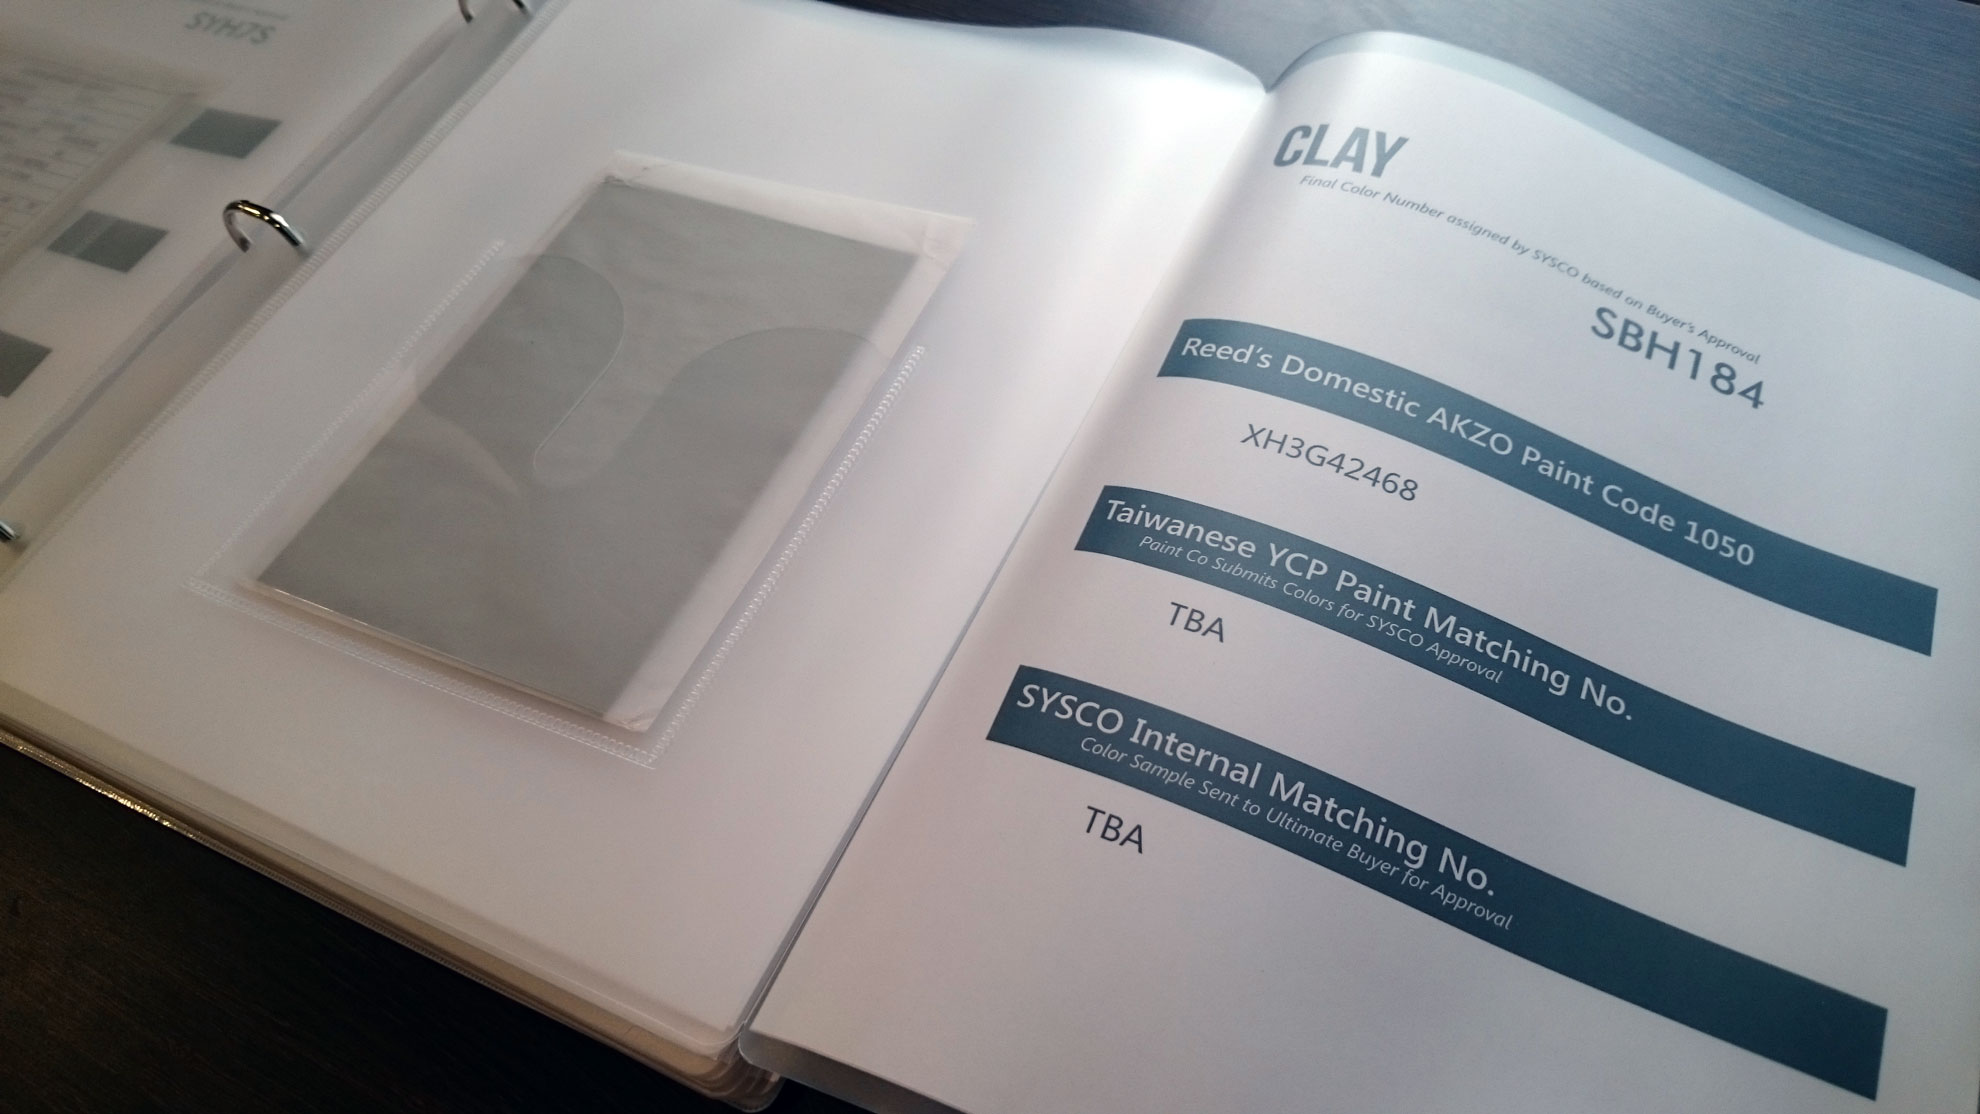 CLAY
Final Color Number assigned by SYSCO based on Buyer's Approval
SBH184
Reed's Domestic AKZO Paint Code 1050
XH3G42468
Taiwanese YCP Paint Matching No.
Paint Co Submits Colors for SYSCO Approval
TBA
SYSCO Internal Matching No.
Color Sample Sent to Ultimate Buyer for Approval
TBA